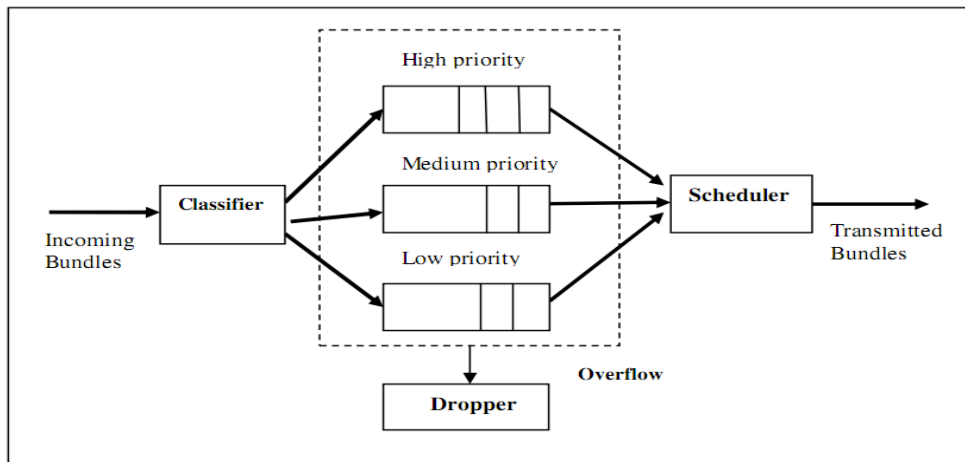 High priority
Medium priority
Classifier
Scheduler
Incoming
Bundles
Transmitted
Bundles
Low priority
Overflow
Dropper